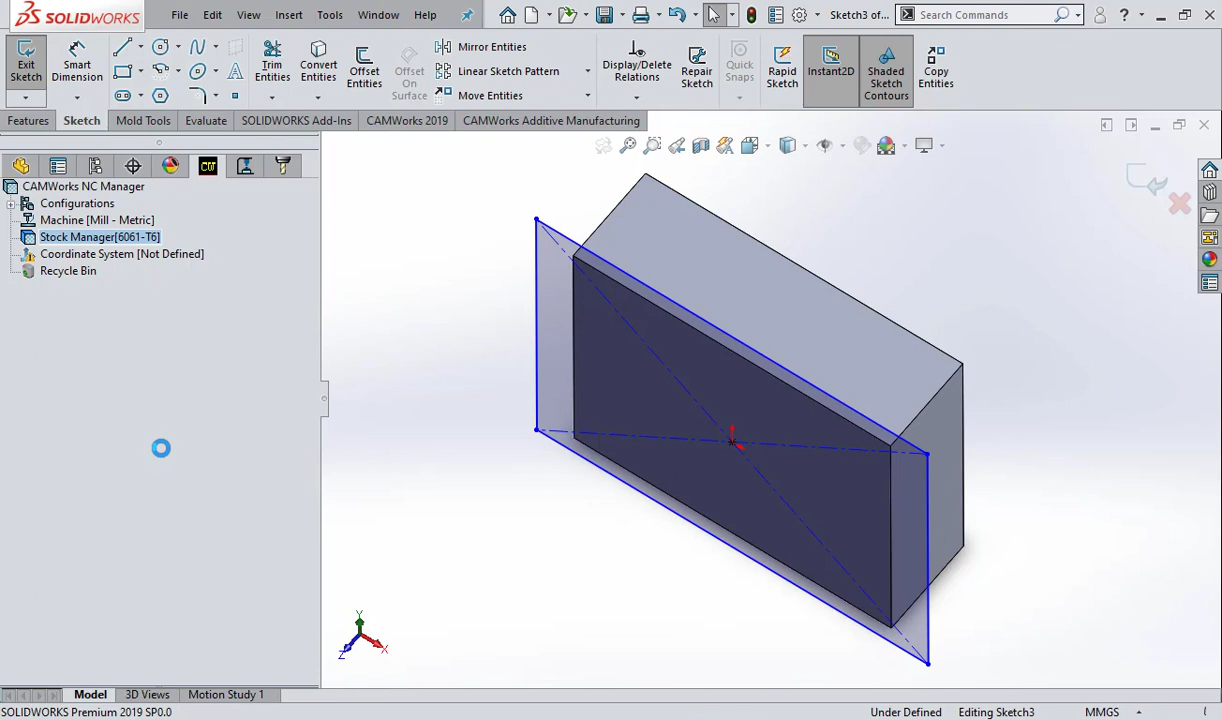 SOLIDWORKS File Edit View Insert Tools Window Help Sketch3 of... Search Commands ?
Exit Sketch
Smart Dimension
Trim Entities
Convert Entities
Offset Entities
Offset On Surface
Mirror Entities
Linear Sketch Pattern
Move Entities
Display/Delete Relations
Repair Sketch
Quick Snaps
Rapid Sketch
Instant2D
Shaded Sketch Contours
Copy Entities
Features Sketch Mold Tools Evaluate SOLIDWORKS Add-Ins CAMWorks 2019 CAMWorks Additive Manufacturing
CW
CAMWorks NC Manager
Configurations
Machine [Mill - Metric]
Stock Manager[6061-T6]
Coordinate System [Not Defined]
Recycle Bin
Y
X
Z
Model 3D Views Motion Study 1
SOLIDWORKS Premium 2019 SP0.0 Under Defined Editing Sketch3 MMGS